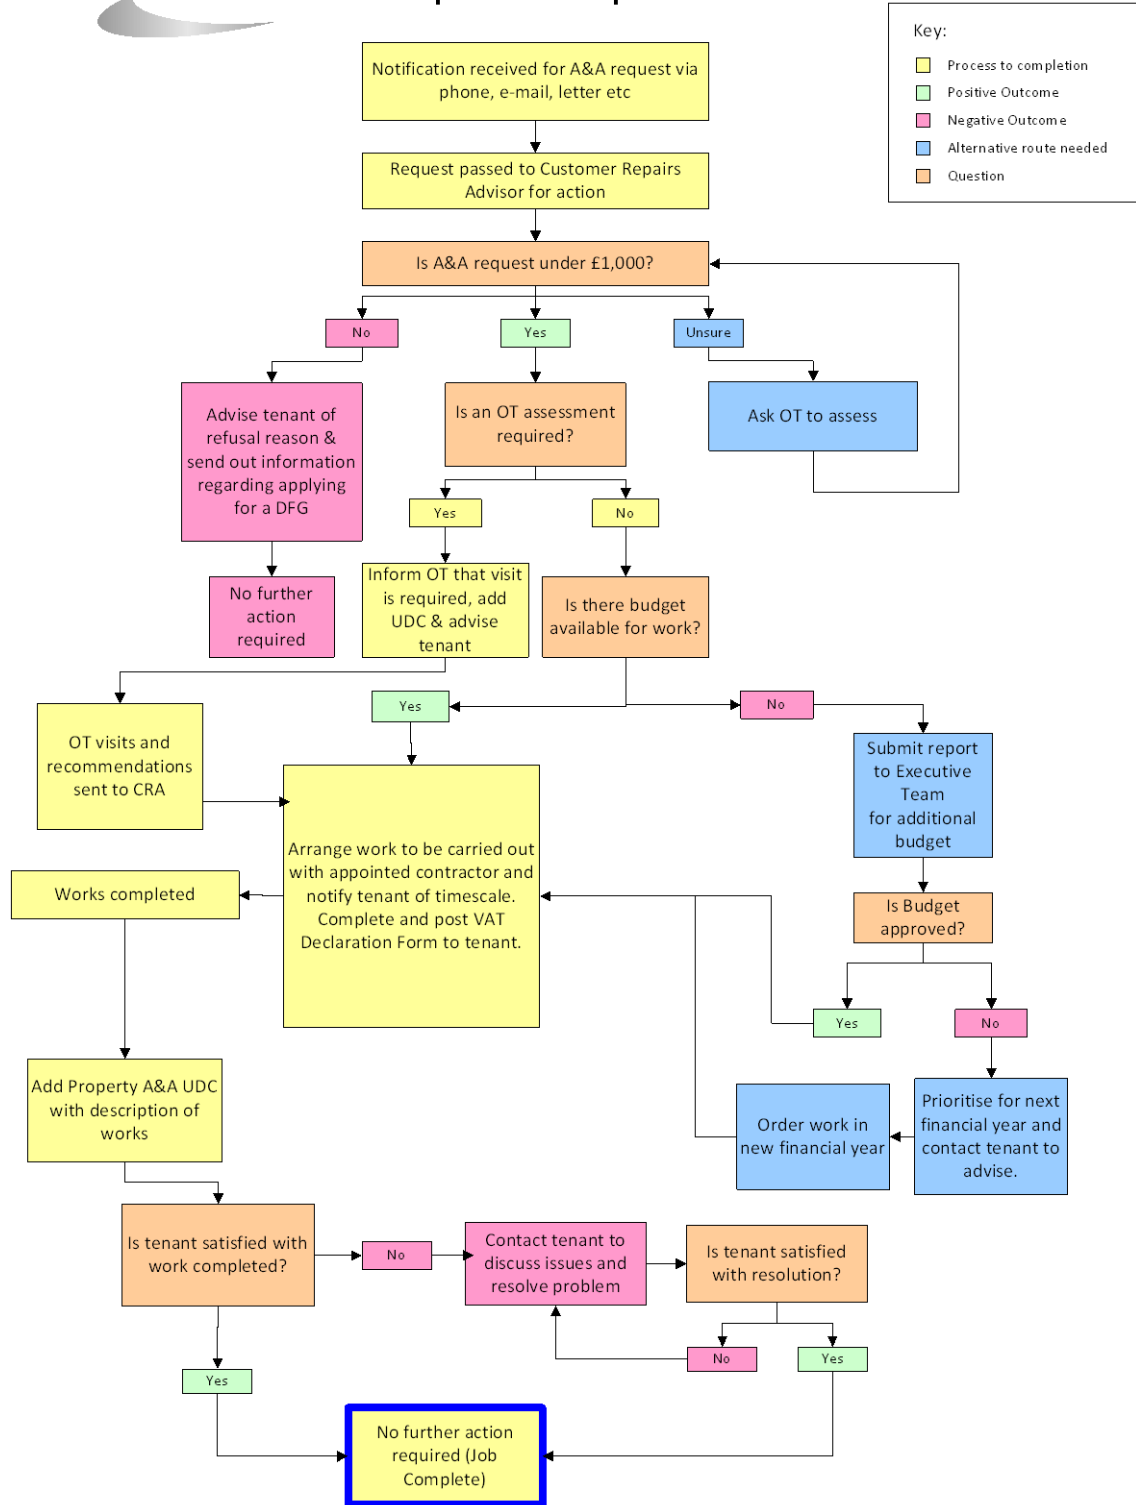 Key:
Process to completion
Positive Outcome
Negative Outcome
Alternative route needed
Question
Notification received for A&A request via
phone, e-mail, letter etc
Request passed to Customer Repairs
Advisor for action
Is A&A request under £1,000?
No
Yes
Unsure
Advise tenant of
refusal reason &
send out information
regarding applying
for a DFG
Is an OT assessment
required?
Ask OT to assess
Yes
No
No further
action
required
Inform OT that visit
is required, add
UDC & advise
tenant
Is there budget
available for work?
Yes
No
OT visits and
recommendations
sent to CRA
Submit report
to Executive
Team
for additional
budget
Arrange work to be carried out
with appointed contractor and
notify tenant of timescale.
Complete and post VAT
Declaration Form to tenant.
Works completed
Is Budget
approved?
Yes
No
Add Property A&A UDC
with description of
works
Order work in
new financial year
Prioritise for next
financial year and
contact tenant to
advise.
Is tenant satisfied with
work completed?
No
Contact tenant to
discuss issues and
resolve problem
Is tenant satisfied
with resolution?
No
Yes
Yes
No further action
required (Job
Complete)